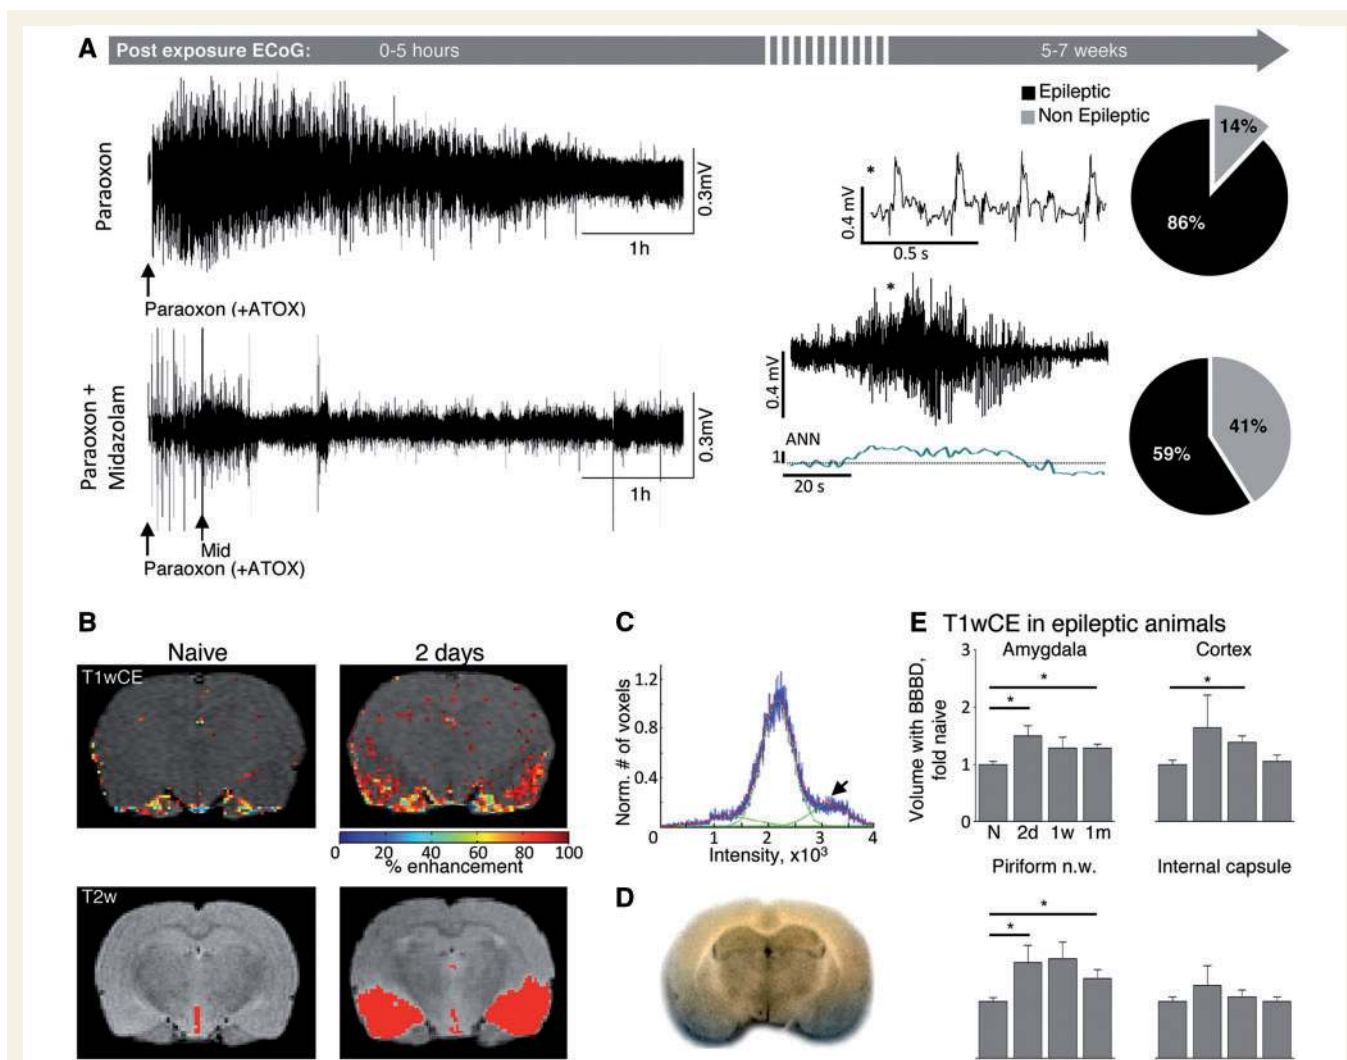 A
Post exposure ECoG: 0-5 hours 5-7 weeks
Epileptic
Non Epileptic
Paraoxon
0.3mV
1h
Paraoxon (+ATOX)
*
0.4 mV
0.5 s
14%
86%
Paraoxon +
Midazolam
0.3mV
1h
Mid
Paraoxon (+ATOX)
*
0.4 mV
ANN
1
20 s
41%
59%
B
Naive 2 days
T1wCE
0 20 40 60 80 100
% enhancement
T2w
C
Norm. # of voxels
1.2
0.8
0.4
0 1 2 3 4
Intensity, x10³
D
E T1wCE in epileptic animals
Amygdala Cortex
Volume with BBBD,
fold naive
3
2
1
0
* *
*
N 2d 1w 1m
Piriform n.w. Internal capsule
*
*